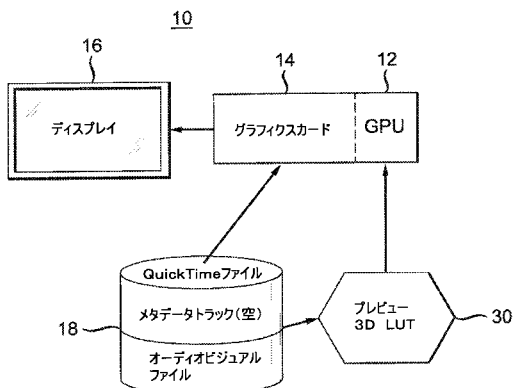 10
16
14
12
ディスプレイ
グラフィクスカード
GPU
QuickTimeファイル
メタデータトラック(空)
オーディオビジュアル
ファイル
18
プレビュー
3D LUT
30